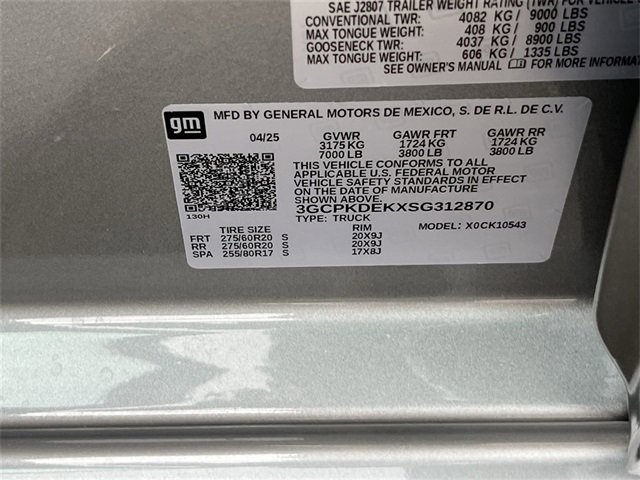 SAE J2807 TRAILER WEIGHT RATING (TWR) FOR VEHICLE
CONVENTIONAL TWR: 4082 KG / 9000 LBS
MAX TONGUE WEIGHT: 408 KG / 900 LBS
GOOSENECK TWR: 4037 KG / 8900 LBS
MAX TONGUE WEIGHT: 606 KG / 1335 LBS
SEE OWNER'S MANUAL gm FOR MORE INFORMA
gm MFD BY GENERAL MOTORS DE MEXICO, S. DE R.L. DE C.V.
04/25 GVWR GAWR FRT GAWR RR
3175 KG 1724 KG 1724 KG
7000 LB 3800 LB 3800 LB
THIS VEHICLE CONFORMS TO ALL
APPLICABLE U.S. FEDERAL MOTOR
VEHICLE SAFETY STANDARDS IN EFFECT
ON THE DATE OF MANUFACTURE
SHOWN ABOVE.
3GCPKDEKXSG312870
130H TYPE: TRUCK MODEL: X0CK10543
TIRE SIZE RIM
FRT 275/60R20 S 20X9J
RR 275/60R20 S 20X9J
SPA 255/80R17 S 17X8J